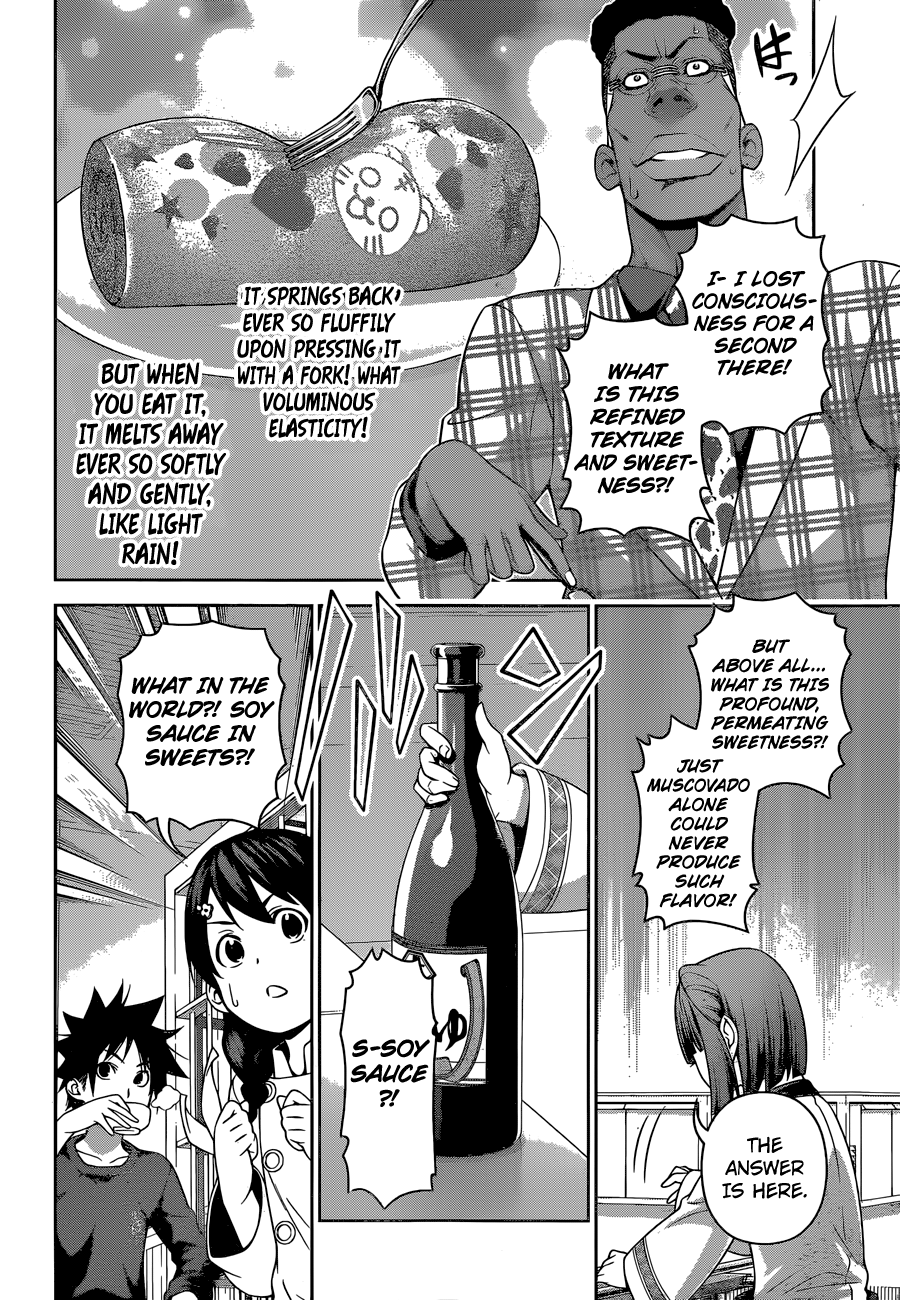 はっ
I- I LOST
CONSCIOUS-
NESS FOR A
SECOND
THERE!
WHAT
IS THIS
REFINED
TEXTURE
AND SWEET-
NESS?!
IT SPRINGS BACK
EVER SO FLUFFILY
UPON PRESSING IT
WITH A FORK! WHAT
VOLUMINOUS
ELASTICITY!
BUT WHEN
YOU EAT IT,
IT MELTS AWAY
EVER SO SOFTLY
AND GENTLY,
LIKE LIGHT
RAIN!
BUT
ABOVE ALL...
WHAT IS THIS
PROFOUND,
PERMEATING
SWEETNESS?!
JUST
MUSCOVADO
ALONE
COULD
NEVER
PRODUCE
SUCH
FLAVOR!
THE
ANSWER
IS HERE.
S-SOY
SAUCE
?!
WHAT IN THE
WORLD?! SOY
SAUCE IN
SWEETS?!